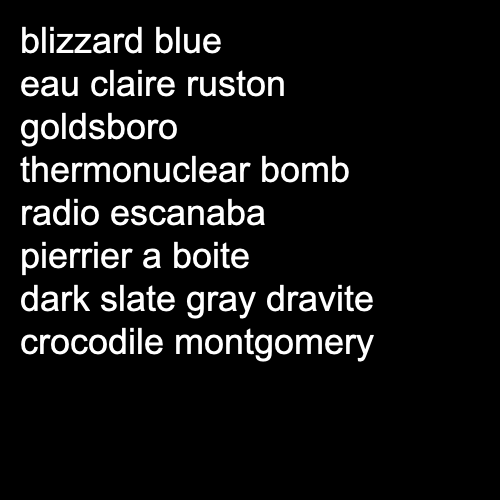 blizzard blue
eau claire ruston
goldsboro
thermonuclear bomb
radio escanaba
pierrier a boite
dark slate gray dravite
crocodile montgomery